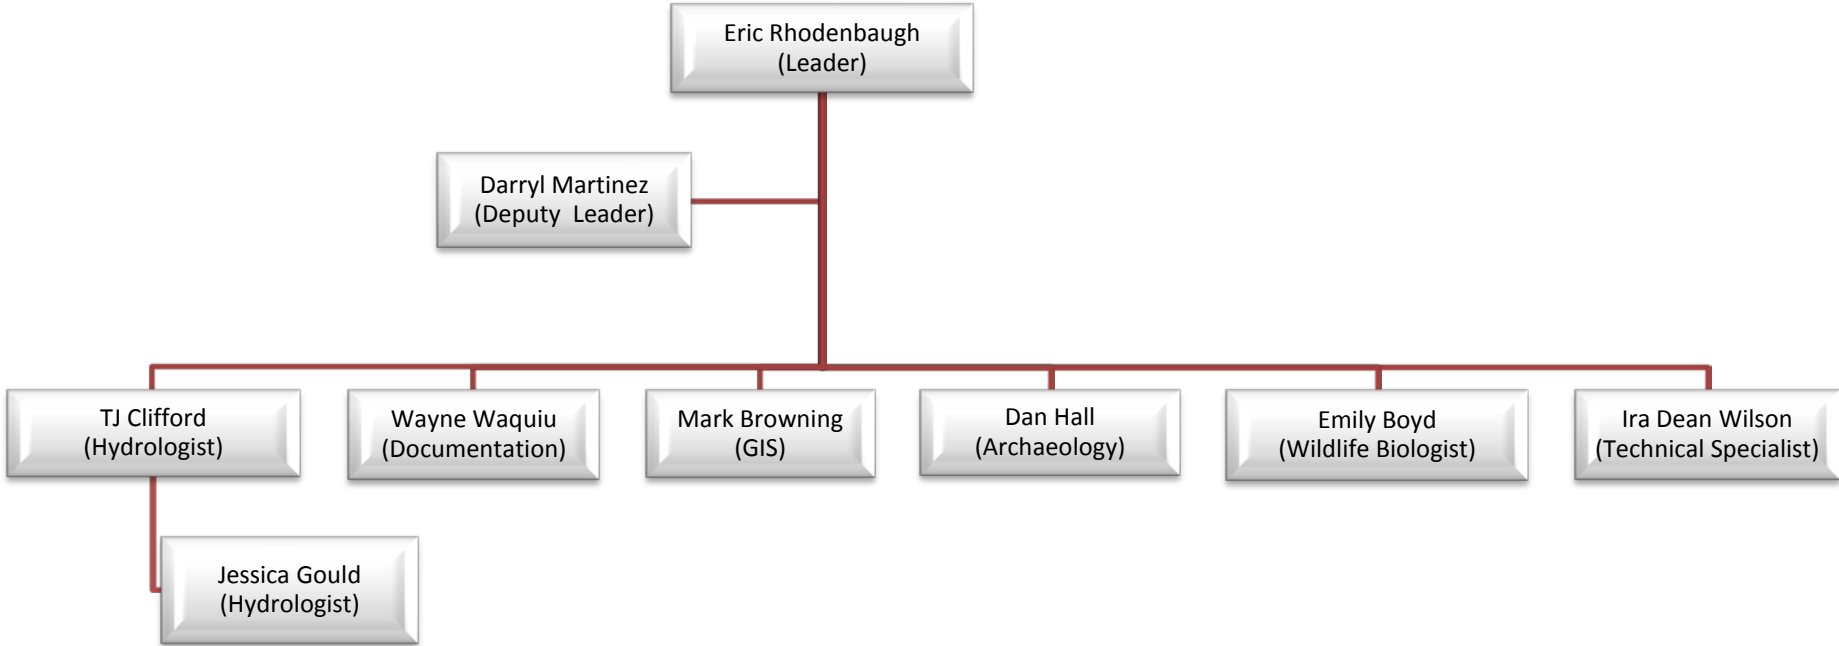 Eric Rhodenbaugh
(Leader)
Darryl Martinez
(Deputy  Leader)
TJ Clifford
(Hydrologist)
Wayne Waquiu
(Documentation)
Mark Browning
(GIS)
Dan Hall
(Archaeology)
Emily Boyd
(Wildlife Biologist)
Ira Dean Wilson
(Technical Specialist)
Jessica Gould
(Hydrologist)